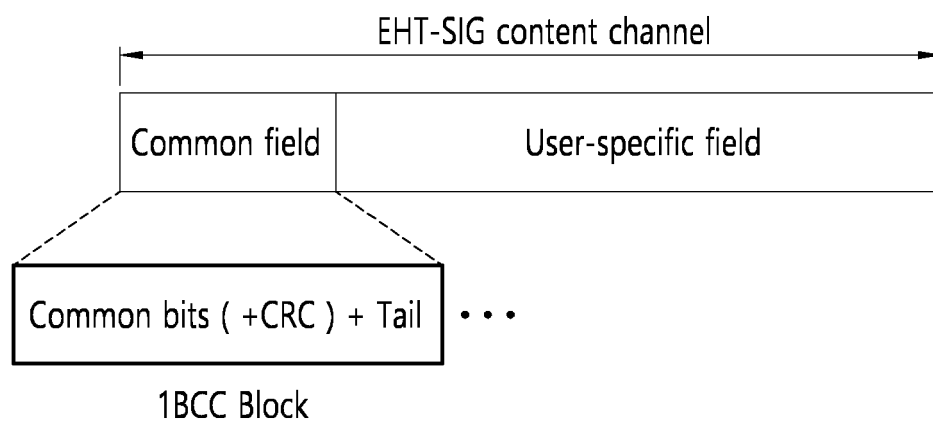 EHT-SIG content channel
Common field
User-specific field
Common bits ( +CRC ) + Tail
• • •
1BCC Block